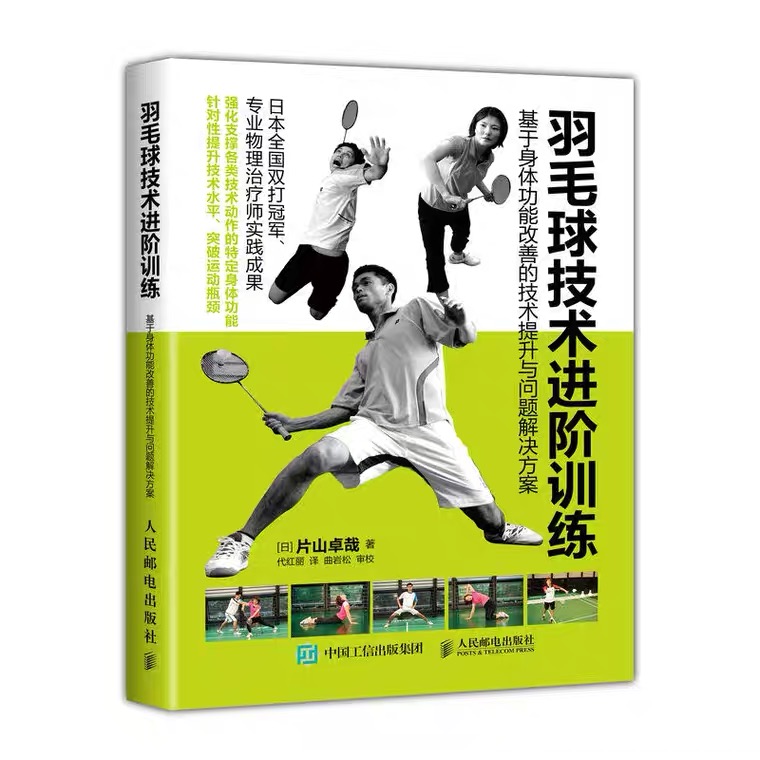 羽毛球技术进阶训练
基于身体功能改善的技术提升与问题解决方案
日本全国双打冠军、
专业物理治疗师实践成果
强化支撑各类技术动作的特定身体功能
针对性提升技术水平、突破运动瓶颈
[日] 片山卓哉 著
代红丽 译 曲岩松 审校
中国工信出版集团
人民邮电出版社
POSTS & TELECOM PRESS
羽毛球技术进阶训练
基于身体功能改善的技术提升与问题解决方案
人民邮电出版社